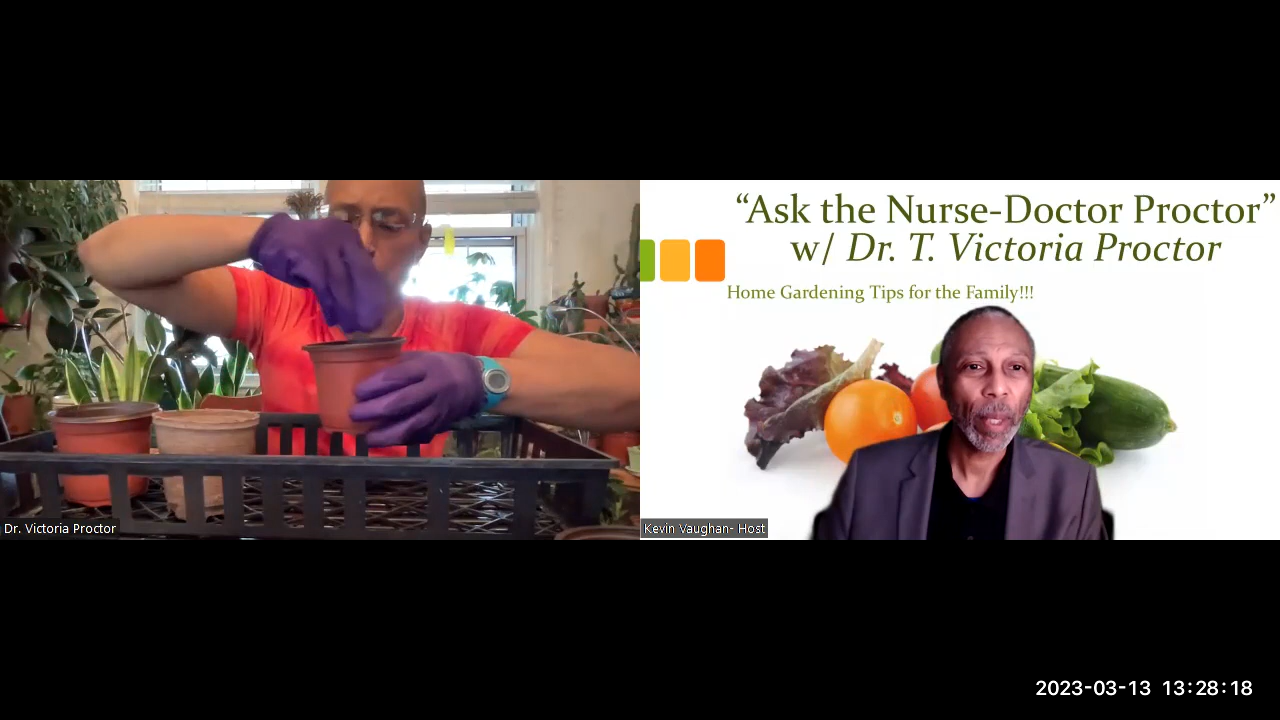 “Ask the Nurse-Doctor Proctor”
w/ Dr. T. Victoria Proctor
Home Gardening Tips for the Family!!!
Dr. Victoria Proctor
Kevin Vaughan- Host
2023-03-13 13:28:18